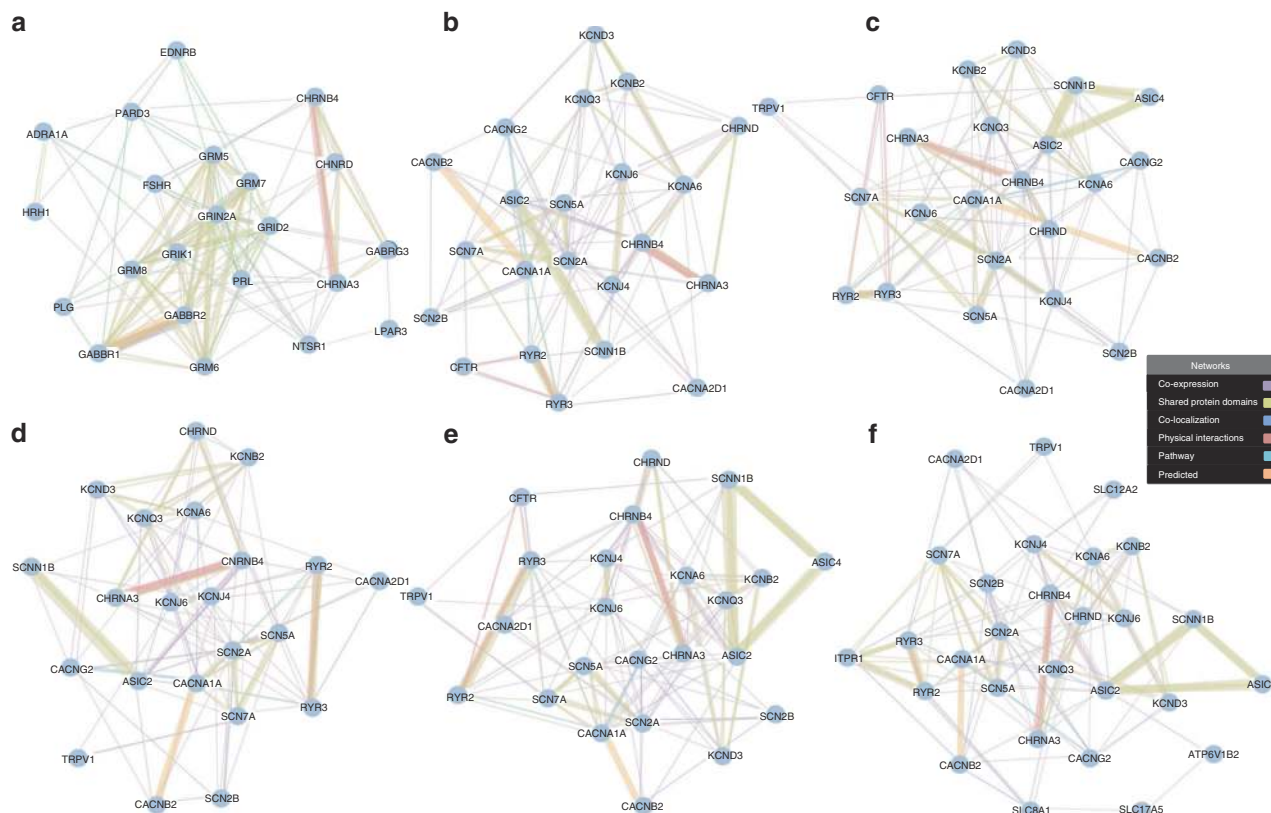 a
EDNRB
CHRNB4
PARD3
ADRA1A
GRM5
CHNRD
FSHR
GRM7
HRH1
GRIN2A
GRID2
GRIK1
GABRG3
GRM8
PRL
CHRNA3
PLG
GABBR2
LPAR3
GABBR1
NTSR1
GRM6
b
KCND3
KCNB2
KCNQ3
CACNG2
CHRND
CACNB2
KCNJ6
KCNA6
ASIC2
SCN5A
SCN7A
CHRNB4
SCN2A
CACNA1A
KCNJ4
CHRNA3
SCN2B
RYR2
SCNN1B
CFTR
CACNA2D1
RYR3
c
KCND3
KCNB2
SCNN1B
CFTR
ASIC4
TRPV1
CHRNA3
KCNQ3
ASIC2
CACNG2
CHRNB4
KCNA6
SCN7A
CACNA1A
KCNJ6
CHRND
SCN2A
CACNB2
RYR2
RYR3
KCNJ4
SCN5A
SCN2B
CACNA2D1
Networks
Co-expression
Shared protein domains
Co-localization
Physical interactions
Pathway
Predicted
d
CHRND
KCNB2
KCND3
KCNQ3
KCNA6
SCNN1B
CNRNB4
RYR2
CACNA2D1
CHRNA3
KCNJ6
KCNJ4
SCN5A
SCN2A
CACNG2
ASIC2
CACNA1A
SCN7A
RYR3
TRPV1
CACNB2
SCN2B
e
CHRND
SCNN1B
CFTR
CHRNB4
RYR3
KCNJ4
ASIC4
KCNA6
KCNB2
TRPV1
KCNQ3
KCNJ6
CACNA2D1
CHRNA3
ASIC2
SCN5A
CACNG2
RYR2
SCN7A
SCN2A
SCN2B
CACNA1A
KCND3
CACNB2
f
TRPV1
CACNA2D1
SLC12A2
KCNJ4
KCNB2
SCN7A
KCNA6
SCN2B
CHRNB4
CHRND
KCNJ6
SCNN1B
RYR3
SCN2A
ITPR1
CACNA1A
KCNQ3
RYR2
SCN5A
ASIC2
ASIC
KCND3
CHRNA3
CACNB2
CACNG2
ATP6V1B2
SLC8A1
SLC17A5